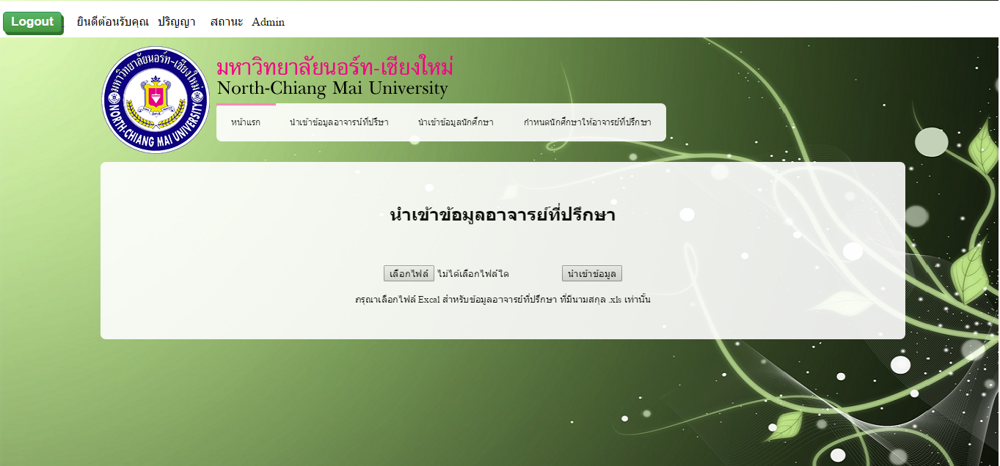 Logout ยินดีต้อนรับคุณ ปริญญา สถานะ Admin
มหาวิทยาลัยนอร์ท-เชียงใหม่
North-Chiang Mai University
มหาวิทยาลัยนอร์ท-เชียงใหม่
NORTH-CHIANG MAI UNIVERSITY
หน้าแรก นำเข้าข้อมูลอาจารน์ที่ปรึษา นำเข้าข้อมูลนักศึกษา กำหนดนักศึกษาให้อาจารย์ที่ปรึกษา
นำเข้าข้อมูลอาจารย์ที่ปรึกษา
เลือกไฟล์ ไม่ได้เลือกไฟล์ใด นำเข้าข้อมูล
กรุณาเลือกไฟล์ Excal สำหรับข้อมูลอาจารย์ที่ปรึกษา ที่มีนามสกุล .xls เท่านั้น